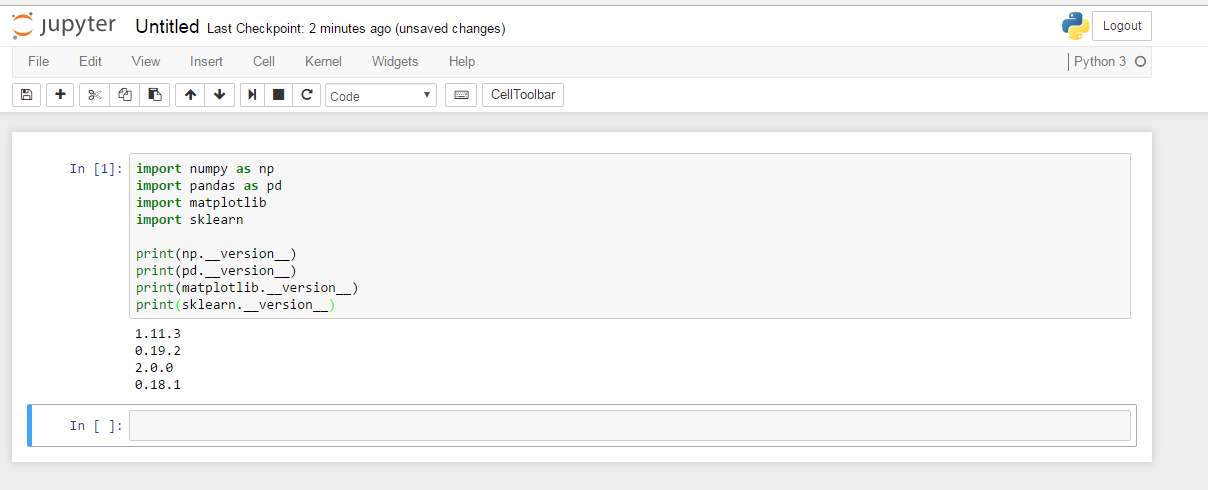 jupyter Untitled Last Checkpoint: 2 minutes ago (unsaved changes) Logout
File Edit View Insert Cell Kernel Widgets Help Python 3
Code CellToolbar
In [1]: import numpy as np
import pandas as pd
import matplotlib
import sklearn
print(np.__version__)
print(pd.__version__)
print(matplotlib.__version__)
print(sklearn.__version__)
1.11.3
0.19.2
2.0.0
0.18.1
In [ ]: